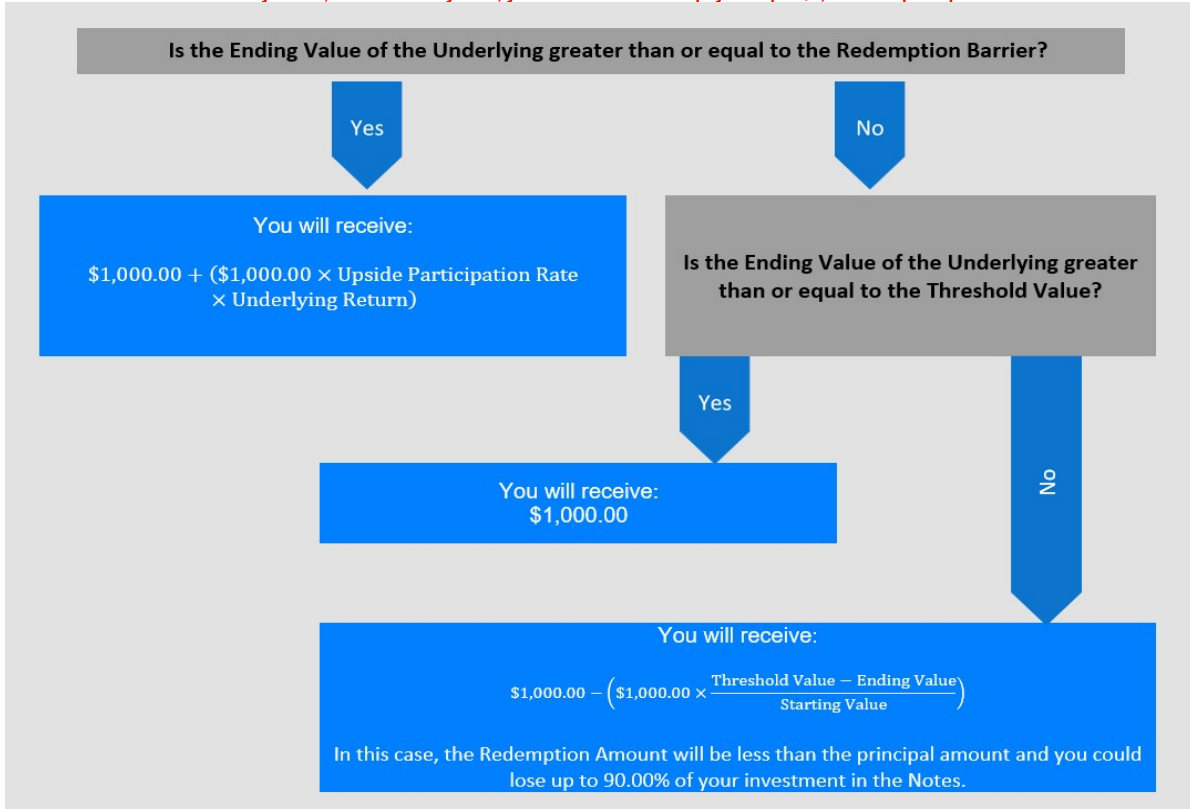 Is the Ending Value of the Underlying greater than or equal to the Redemption Barrier?
Yes
No
You will receive:
$1,000.00 + ($1,000.00 × Upside Participation Rate
× Underlying Return)
Is the Ending Value of the Underlying greater
than or equal to the Threshold Value?
Yes
No
You will receive:
$1,000.00
You will receive:
$1,000.00 − ($1,000.00 × Threshold Value − Ending Value
Starting Value)
In this case, the Redemption Amount will be less than the principal amount and you could
lose up to 90.00% of your investment in the Notes.